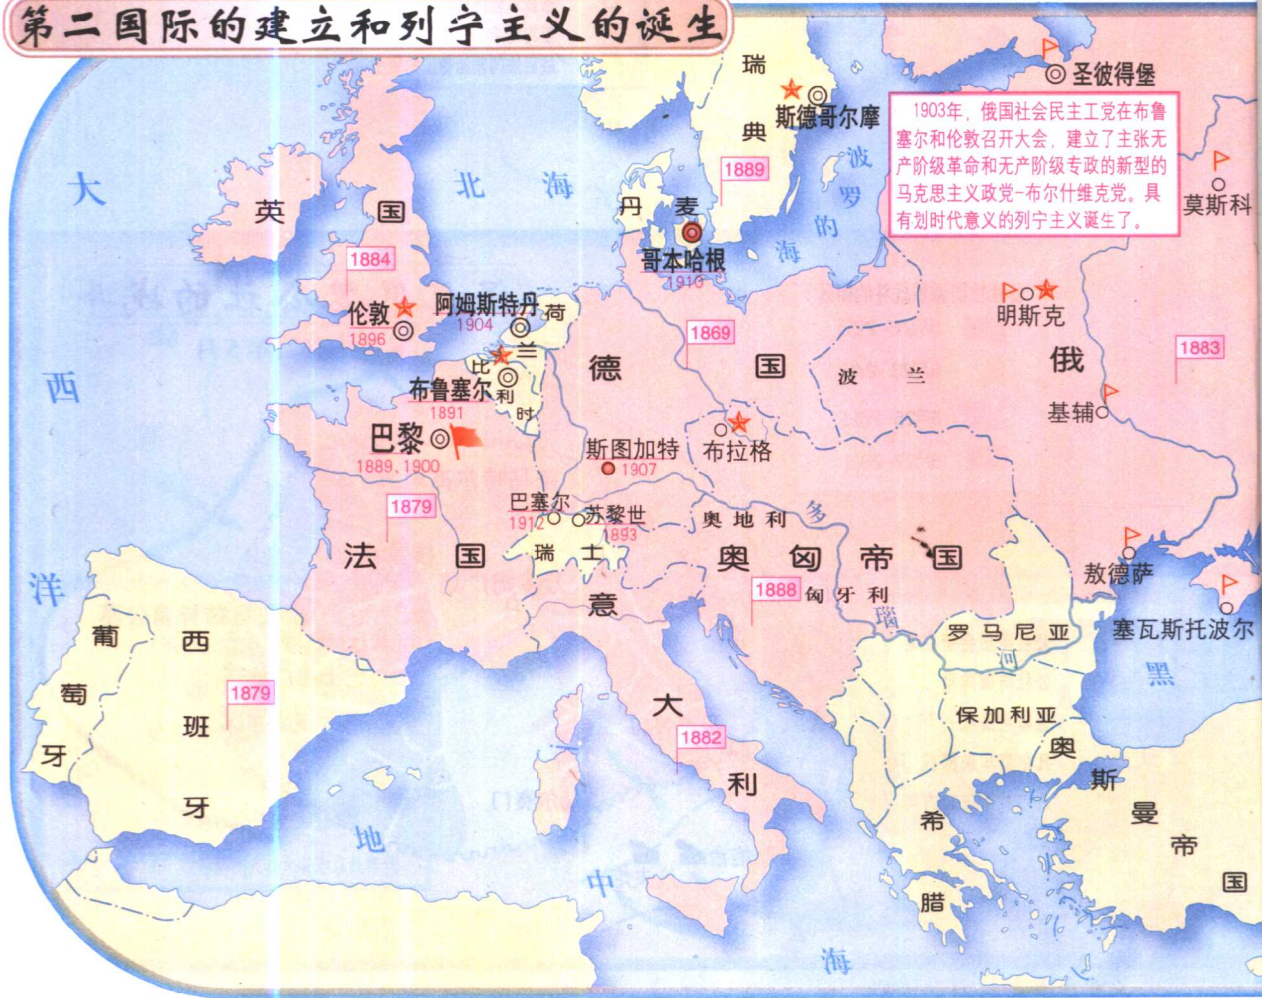 第二国际的建立和列宁主义的诞生
瑞
典
斯德哥尔摩
1889
圣彼得堡
1903年，俄国社会民主工党在布鲁
塞尔和伦敦召开大会，建立了主张无
产阶级革命和无产阶级专政的新型的
马克思主义政党-布尔什维克党。具
有划时代意义的列宁主义诞生了。
莫斯科
大
西
洋
北 海
波
罗
的
海
英 国
1884
伦敦
1896
丹 麦
哥本哈根
1910
阿姆斯特丹
1904
荷
兰
比
利
时
布鲁塞尔
1891
巴黎
1889、1900
德 国
1869
波 兰
明斯克
俄
1883
基辅
布拉格
斯图加特
1907
巴塞尔
1912
苏黎世
1893
瑞 士
1879
法 国
奥地利
多
瑙
河
奥匈帝国
1888
匈牙利
敖德萨
塞瓦斯托波尔
罗马尼亚
黑
保加利亚
葡
萄
牙
西
班
牙
1879
意
大
利
1882
奥
斯
曼
帝
国
希
腊
地
中
海